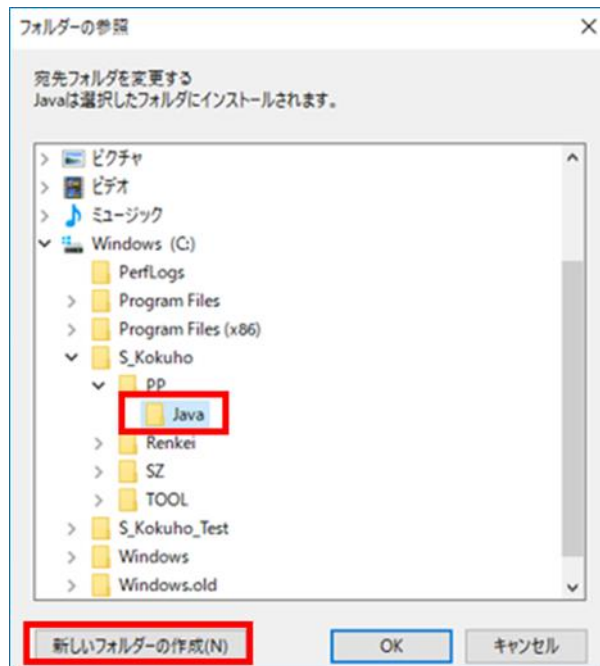 フォルダーの参照
宛先フォルダを変更する
Javaは選択したフォルダにインストールされます。
ピクチャ
ビデオ
ミュージック
Windows (C:)
PerfLogs
Program Files
Program Files (x86)
S_Kokuho
PP
Java
Renkei
SZ
TOOL
S_Kokuho_Test
Windows
Windows.old
新しいフォルダーの作成(N)
OK
キャンセル